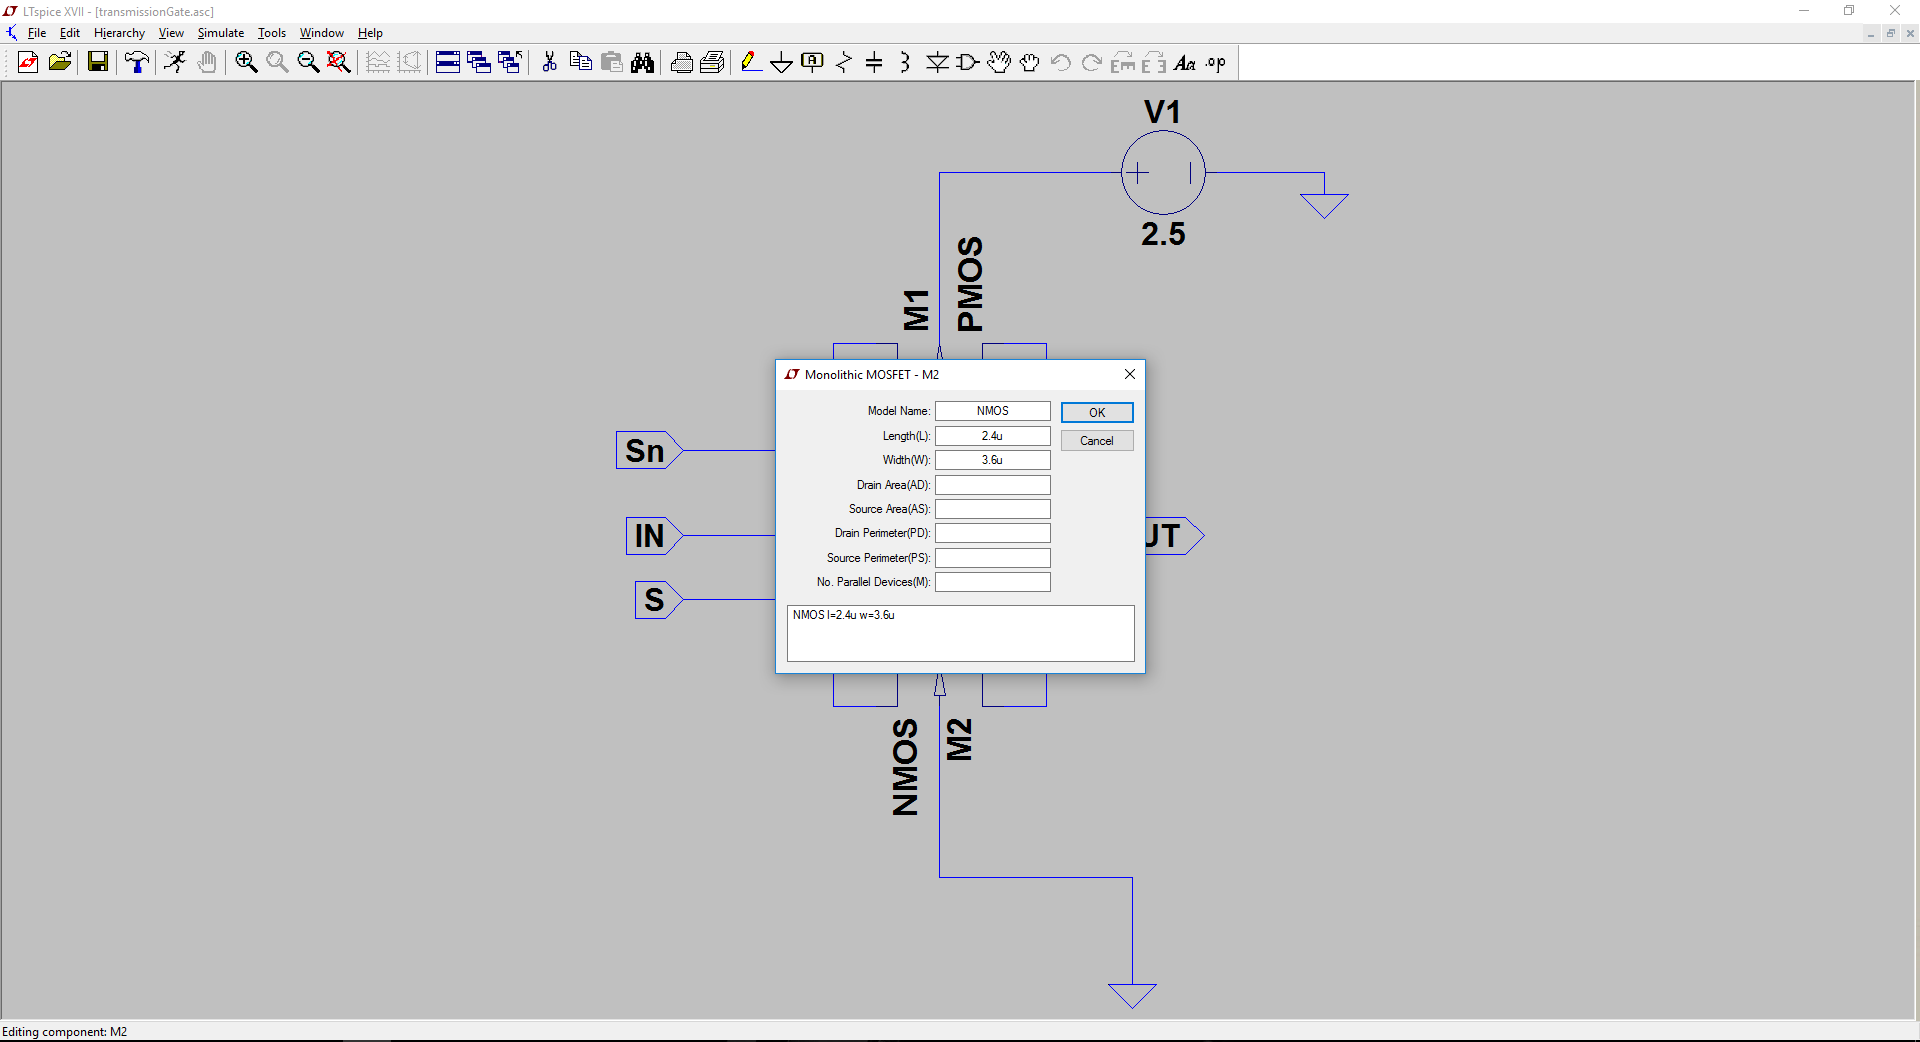 LTspice XVII - [transmissionGate.asc]
File Edit Hierarchy View Simulate Tools Window Help
Aa .op
V1
2.5
M1
PMOS
Monolithic MOSFET - M2
Model Name: NMOS OK
Length(L): 2.4u Cancel
Width(W): 3.6u
Drain Area(AD):
Source Area(AS):
Drain Perimeter(PD):
Source Perimeter(PS):
No. Parallel Devices(M):
NMOS l=2.4u w=3.6u
Sn
IN
UT
S
NMOS
M2
Editing component: M2